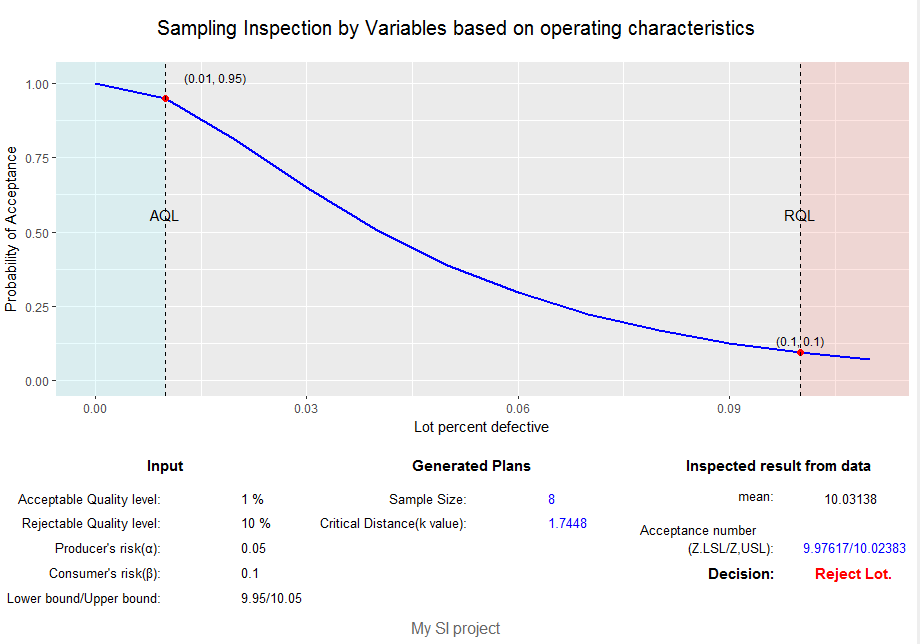 Sampling Inspection by Variables based on operating characteristics
Probability of Acceptance
1.00
0.75
0.50
0.25
0.00
(0.01, 0.95)
AQL
RQL
(0.1, 0.1)
0.00 0.03 0.06 0.09
Lot percent defective
Input
Acceptable Quality level: 1 %
Rejectable Quality level: 10 %
Producer's risk(α): 0.05
Consumer's risk(β): 0.1
Lower bound/Upper bound: 9.95/10.05
Generated Plans
Sample Size: 8
Critical Distance(k value): 1.7448
Inspected result from data
mean: 10.03138
Acceptance number
(Z.LSL/Z,USL): 9.97617/10.02383
Decision: Reject Lot.
My SI project